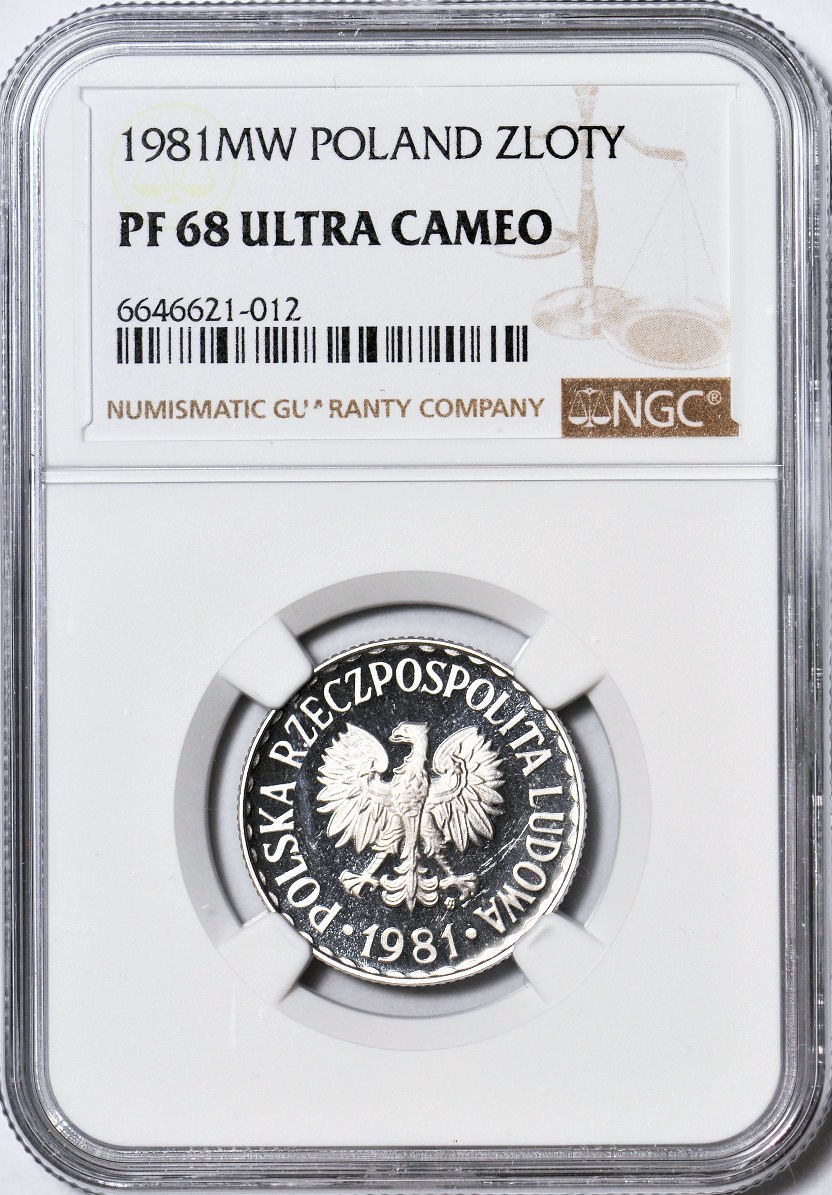 1981MW POLAND ZLOTY
PF 68 ULTRA CAMEO
6646621-012
NUMISMATIC GU RANTY COMPANY
NGC®
POLSKA RZECZPOSPOLITA LUDOWA
· 1981 ·